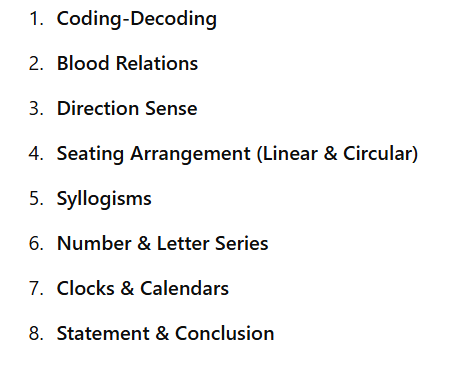 1. Coding-Decoding
2. Blood Relations
3. Direction Sense
4. Seating Arrangement (Linear & Circular)
5. Syllogisms
6. Number & Letter Series
7. Clocks & Calendars
8. Statement & Conclusion